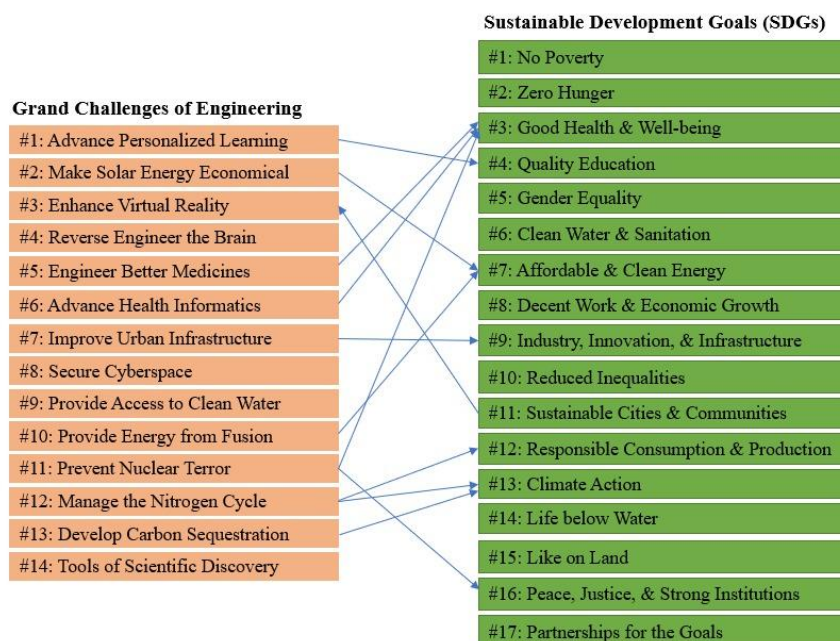 Grand Challenges of Engineering
#1: Advance Personalized Learning
#2: Make Solar Energy Economical
#3: Enhance Virtual Reality
#4: Reverse Engineer the Brain
#5: Engineer Better Medicines
#6: Advance Health Informatics
#7: Improve Urban Infrastructure
#8: Secure Cyberspace
#9: Provide Access to Clean Water
#10: Provide Energy from Fusion
#11: Prevent Nuclear Terror
#12: Manage the Nitrogen Cycle
#13: Develop Carbon Sequestration
#14: Tools of Scientific Discovery
Sustainable Development Goals (SDGs)
#1: No Poverty
#2: Zero Hunger
#3: Good Health & Well-being
#4: Quality Education
#5: Gender Equality
#6: Clean Water & Sanitation
#7: Affordable & Clean Energy
#8: Decent Work & Economic Growth
#9: Industry, Innovation, & Infrastructure
#10: Reduced Inequalities
#11: Sustainable Cities & Communities
#12: Responsible Consumption & Production
#13: Climate Action
#14: Life below Water
#15: Like on Land
#16: Peace, Justice, & Strong Institutions
#17: Partnerships for the Goals